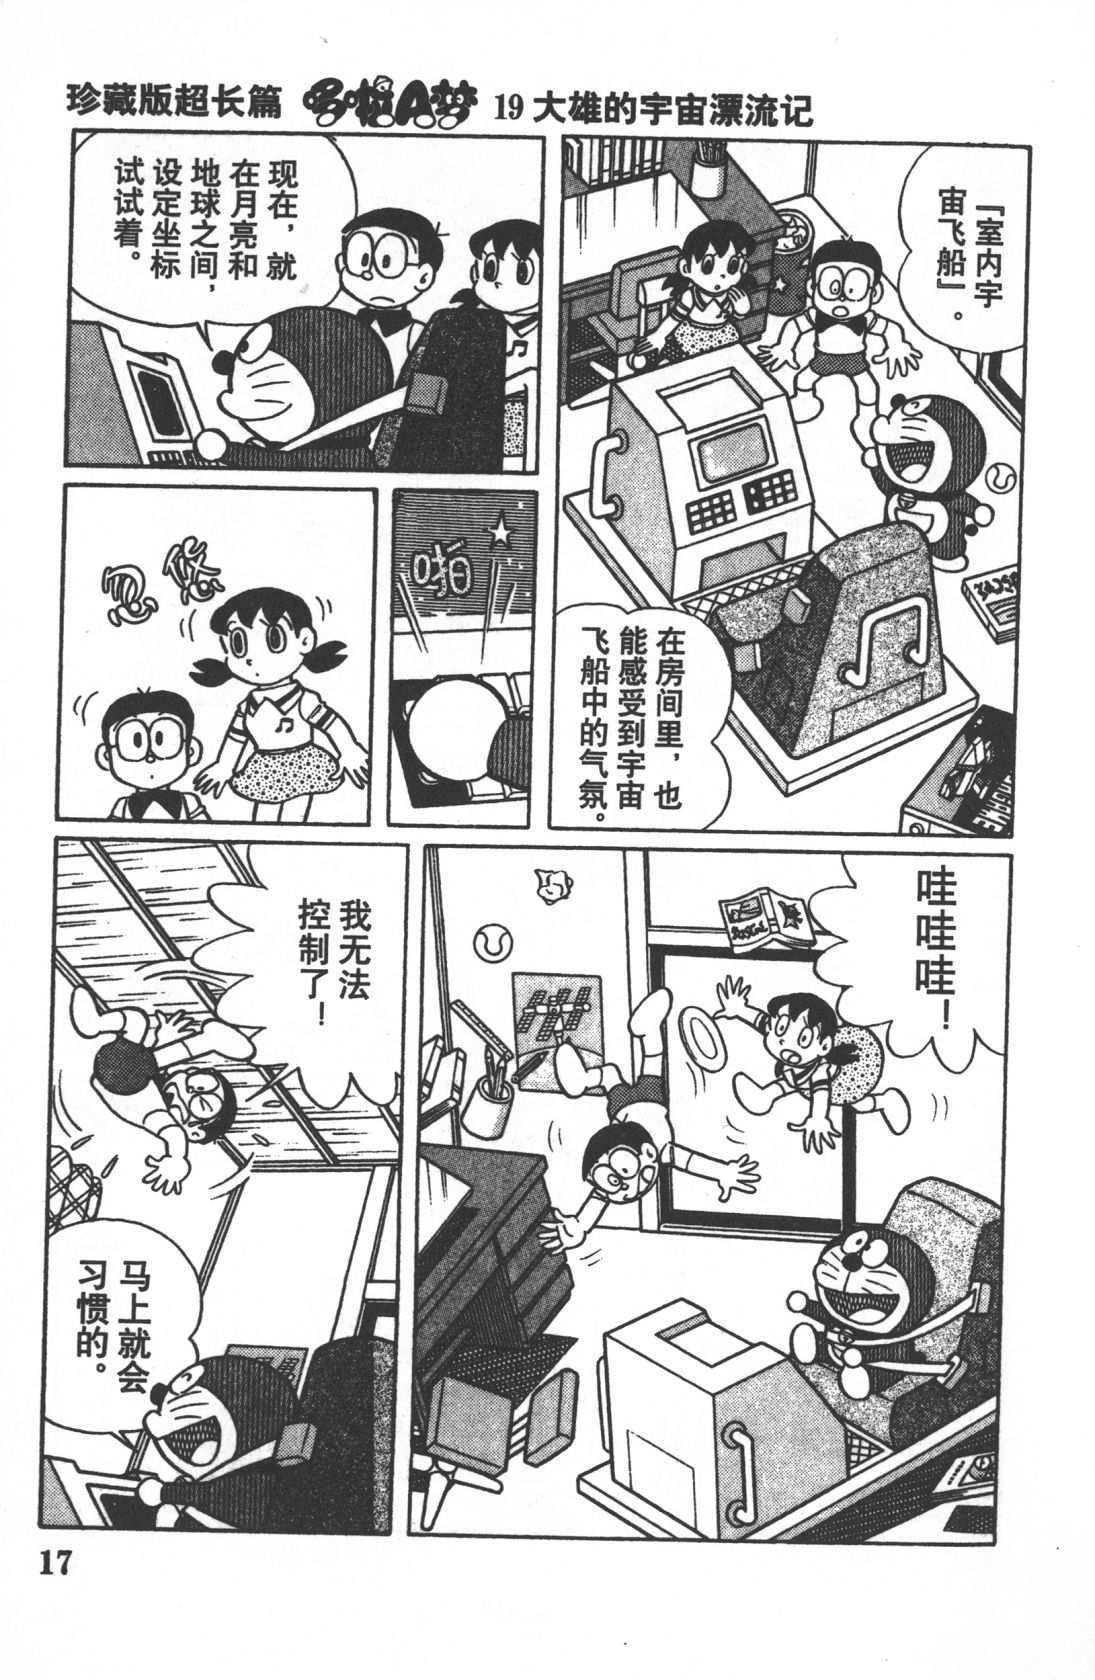 珍藏版超长篇 哆啦A梦 19 大雄的宇宙漂流记
『室内宇
宙飞船』。
在房间里，也
能感受到宇宙
飞船中的气氛。
现在，就
在月亮和
地球之间，
设定坐标
试试着。
啪
悠
忽
哇哇哇！
我无法
控制了！
马上就会
习惯的。
17